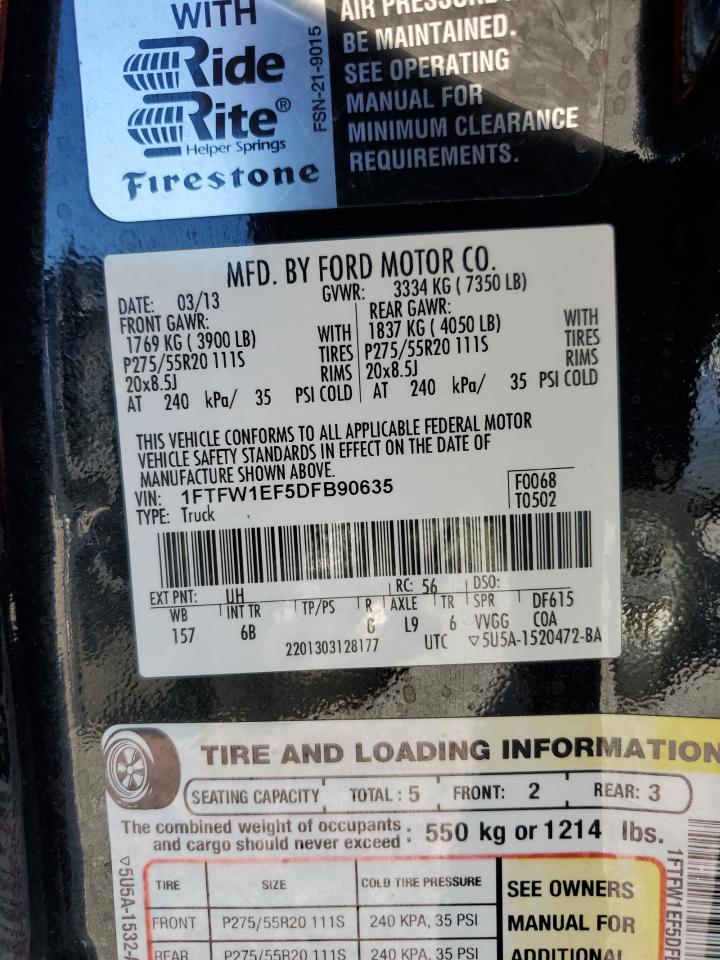 WITH
Ride
Rite®
Helper Springs
Firestone
FSN-21-9015
AIR PRESSURE
BE MAINTAINED.
SEE OPERATING
MANUAL FOR
MINIMUM CLEARANCE
REQUIREMENTS.
MFD. BY FORD MOTOR CO.
DATE: 03/13 GVWR: 3334 KG ( 7350 LB)
FRONT GAWR: REAR GAWR:
1769 KG ( 3900 LB) WITH 1837 KG ( 4050 LB) WITH
P275/55R20 111S TIRES P275/55R20 111S TIRES
20x8.5J RIMS 20x8.5J RIMS
AT 240 kPa/ 35 PSI COLD AT 240 kPa/ 35 PSI COLD
THIS VEHICLE CONFORMS TO ALL APPLICABLE FEDERAL MOTOR
VEHICLE SAFETY STANDARDS IN EFFECT ON THE DATE OF
MANUFACTURE SHOWN ABOVE.
VIN: 1FTFW1EF5DFB90635 F0068
TYPE: Truck T0502
EXT PNT: UH RC: 56 DSO:
WB INT TR TP/PS R AXLE TR SPR DF615
157 6B G L9 6 VVGG COA
2201303128177 UTC ▽5U5A-1520472-BA
TIRE AND LOADING INFORMATION
SEATING CAPACITY TOTAL : 5 FRONT: 2 REAR: 3
The combined weight of occupants : 550 kg or 1214 lbs.
and cargo should never exceed
TIRE SIZE COLD TIRE PRESSURE SEE OWNERS
FRONT P275/55R20 111S 240 KPA, 35 PSI MANUAL FOR
REAR P275/55R20 111S 240 KPA, 35 PSI ADDITIONAL
▽5U5A-1532
1FTFW1EF5DF